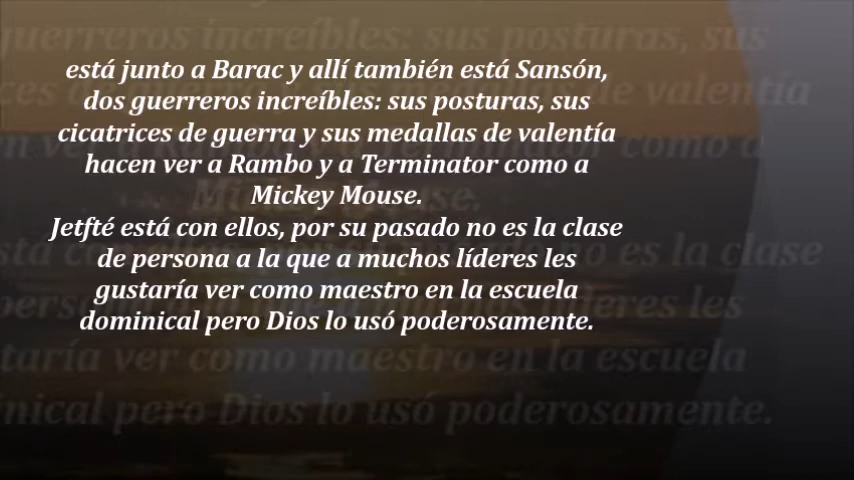 está junto a Barac y allí también está Sansón,
dos guerreros increíbles: sus posturas, sus
cicatrices de guerra y sus medallas de valentía
hacen ver a Rambo y a Terminator como a
Mickey Mouse.
Jetfté está con ellos, por su pasado no es la clase
de persona a la que a muchos líderes les
gustaría ver como maestro en la escuela
dominical pero Dios lo usó poderosamente.